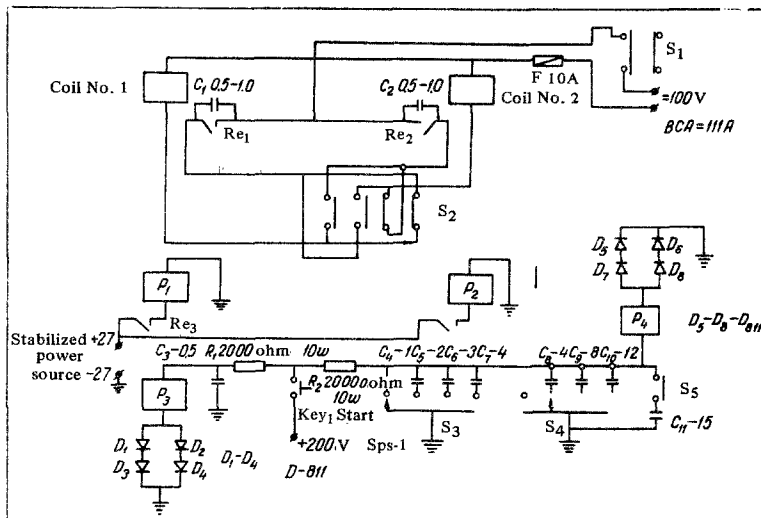 S1
F 10A
Coil No. 1
C1 0.5-1.0
C2 0.5-1.0
Coil No. 2
=100V
BCA=111A
Re1
Re2
S2
D5
D6
D7
D8
P1
P2
P4
D5-D8-D811
Re3
Stabilized +27
power
source -27
C3-0.5
R1 2000 ohm
10w
C4-1
C5-2
C6-3
C7-4
C8-4
C9-8
C10-12
P3
R2 20000 ohm
10w
Key1 Start
S5
+200V
Sps-1
S3
S4
C11-15
D1
D2
D3
D4
D1-D4
D-811